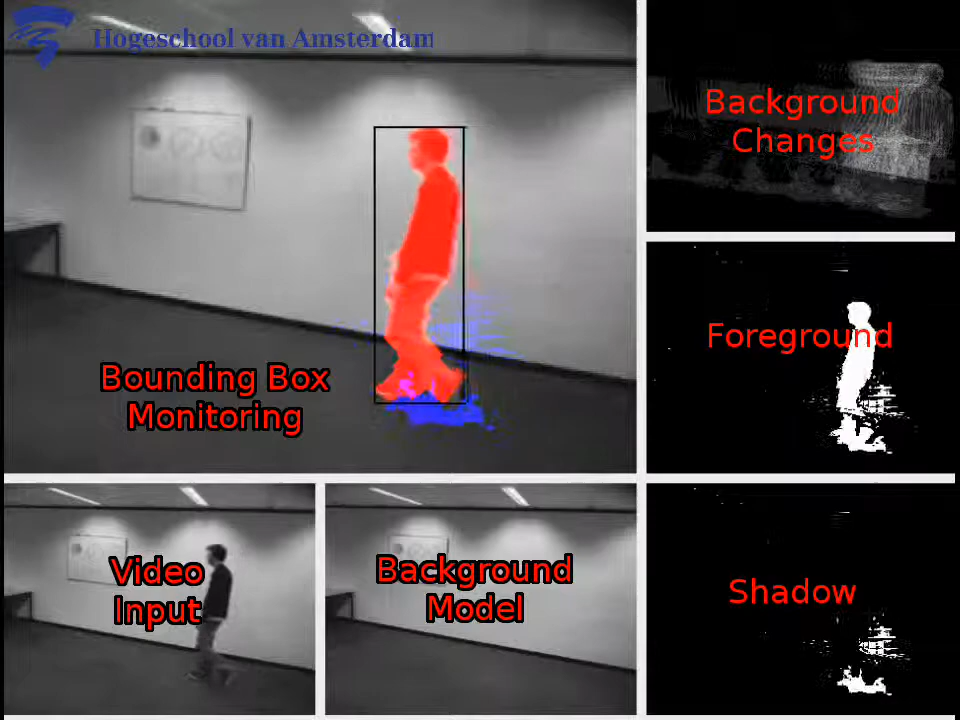 Hogeschool van Amsterdam
Background
Changes
Foreground
Bounding Box
Monitoring
Video
Input
Background
Model
Shadow